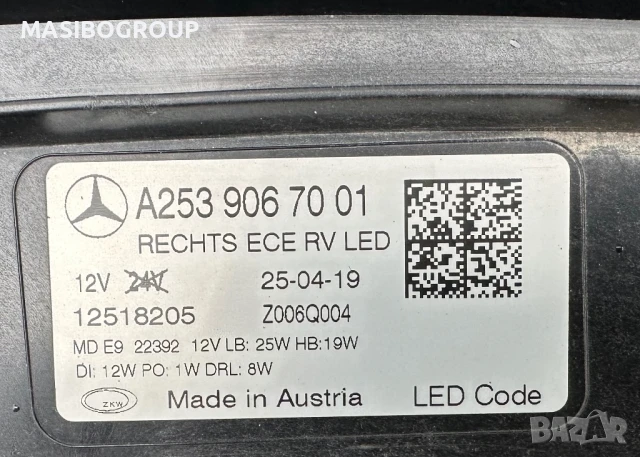 MASIBOGROUP
A253 906 70 01
RECHTS ECE RV LED
12V 24V 25-04-19
12518205 Z006Q004
MD E9 22392 12V LB: 25W HB:19W
DI: 12W PO: 1W DRL: 8W
ZKW Made in Austria LED Code
BAZAR